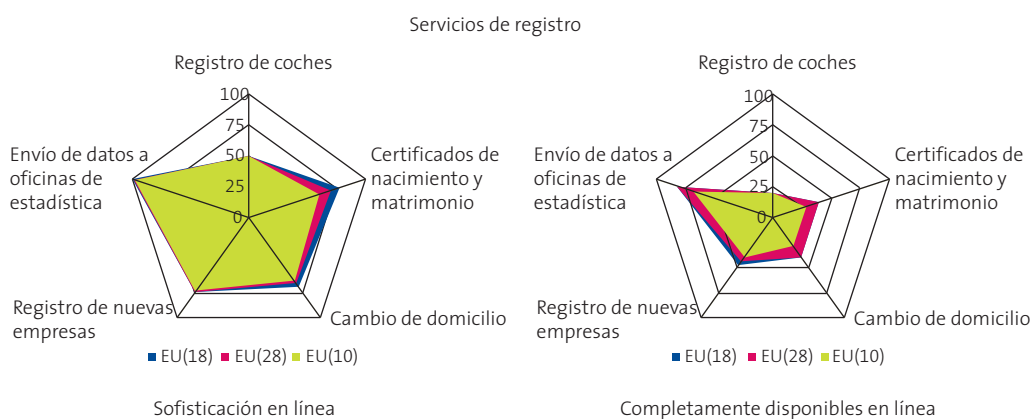 Servicios de registro
Registro de coches
100
75
50
25
0
Envío de datos a
oficinas de
estadística
Certificados de
nacimiento y
matrimonio
Registro de nuevas
empresas
Cambio de domicilio
EU(18) EU(28) EU(10)
Sofisticación en línea
Registro de coches
100
75
50
25
0
Envío de datos a
oficinas de
estadística
Certificados de
nacimiento y
matrimonio
Registro de nuevas
empresas
Cambio de domicilio
EU(18) EU(28) EU(10)
Completamente disponibles en línea